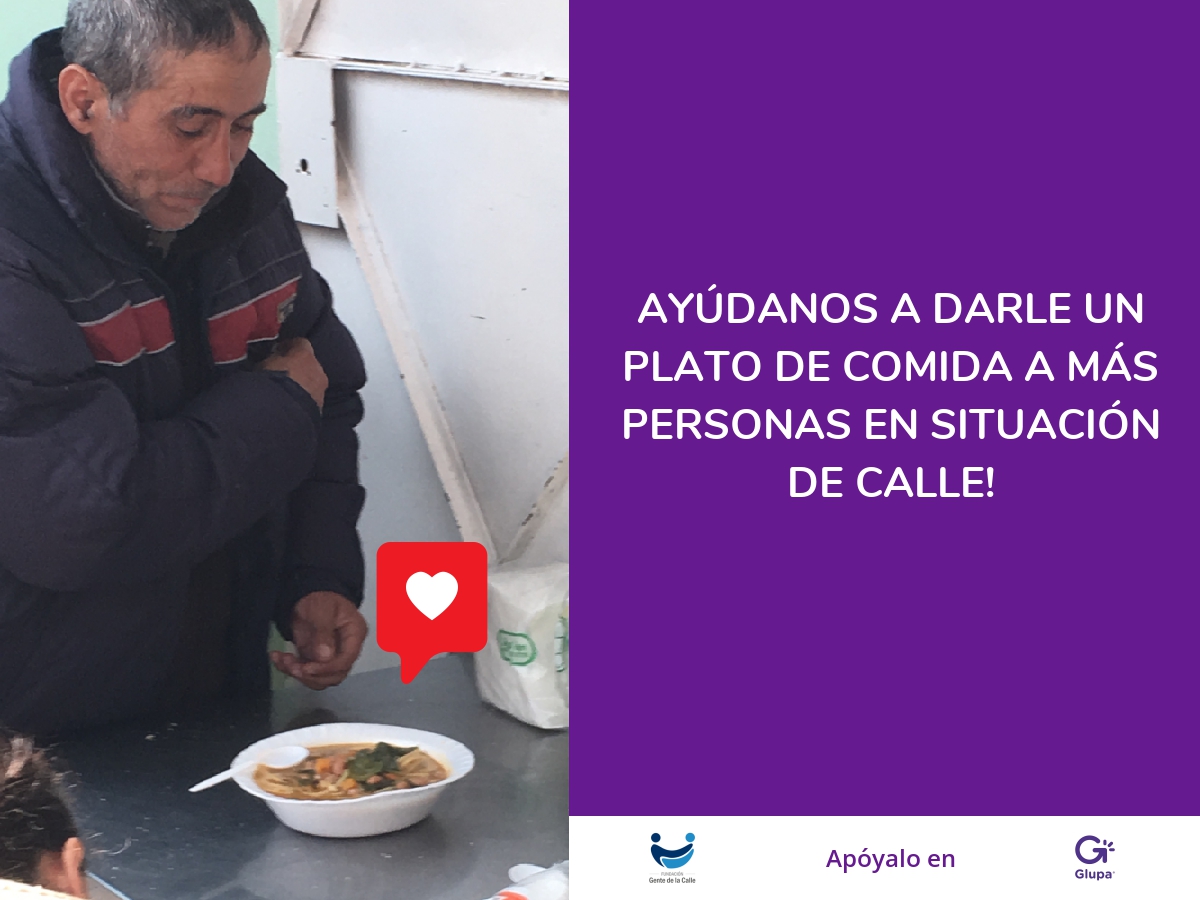 AYÚDANOS A DARLE UN
PLATO DE COMIDA A MÁS
PERSONAS EN SITUACIÓN
DE CALLE!
FUNDACIÓN
Gente de la Calle
Apóyalo en
Glupa